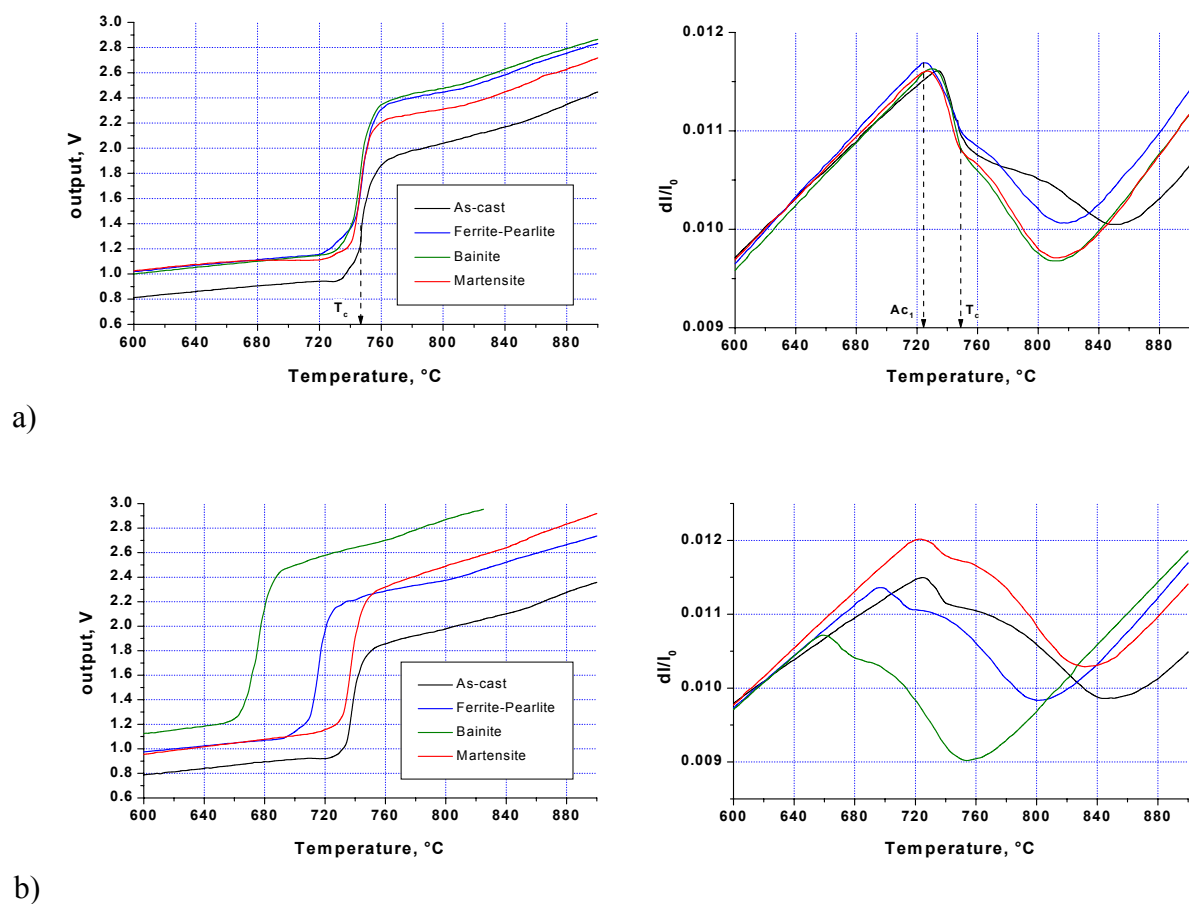 3.0
2.8
2.6
2.4
2.2
2.0
1.8
1.6
1.4
1.2
1.0
0.8
0.6
output, V
As-cast
Ferrite-Pearlite
Bainite
Martensite
Tc
600 640 680 720 760 800 840 880
Temperature, °C
0.012
0.011
0.010
0.009
dl/l0
Ac1
Tc
600 640 680 720 760 800 840 880
Temperature, °C
a)
3.0
2.8
2.6
2.4
2.2
2.0
1.8
1.6
1.4
1.2
1.0
0.8
0.6
output, V
As-cast
Ferrite-Pearlite
Bainite
Martensite
600 640 680 720 760 800 840 880
Temperature, °C
0.012
0.011
0.010
0.009
dl/l0
600 640 680 720 760 800 840 880
Temperature, °C
b)